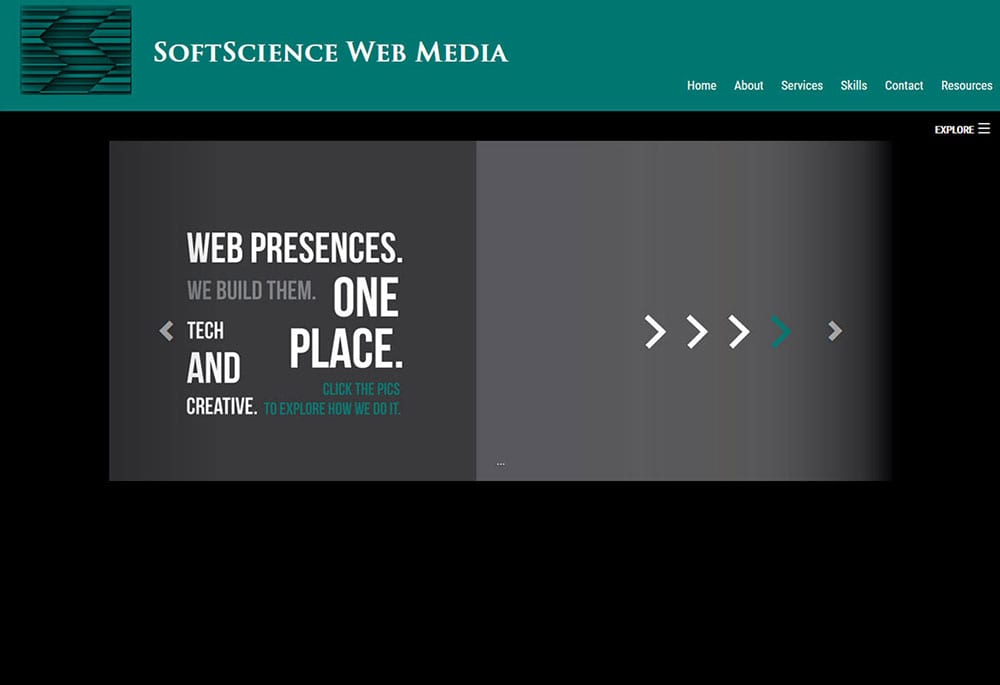 SoftScience Web Media
Home About Services Skills Contact Resources
EXPLORE
WEB PRESENCES.
WE BUILD THEM.
ONE
PLACE.
TECH
AND
CREATIVE.
CLICK THE PICS
TO EXPLORE HOW WE DO IT.
...